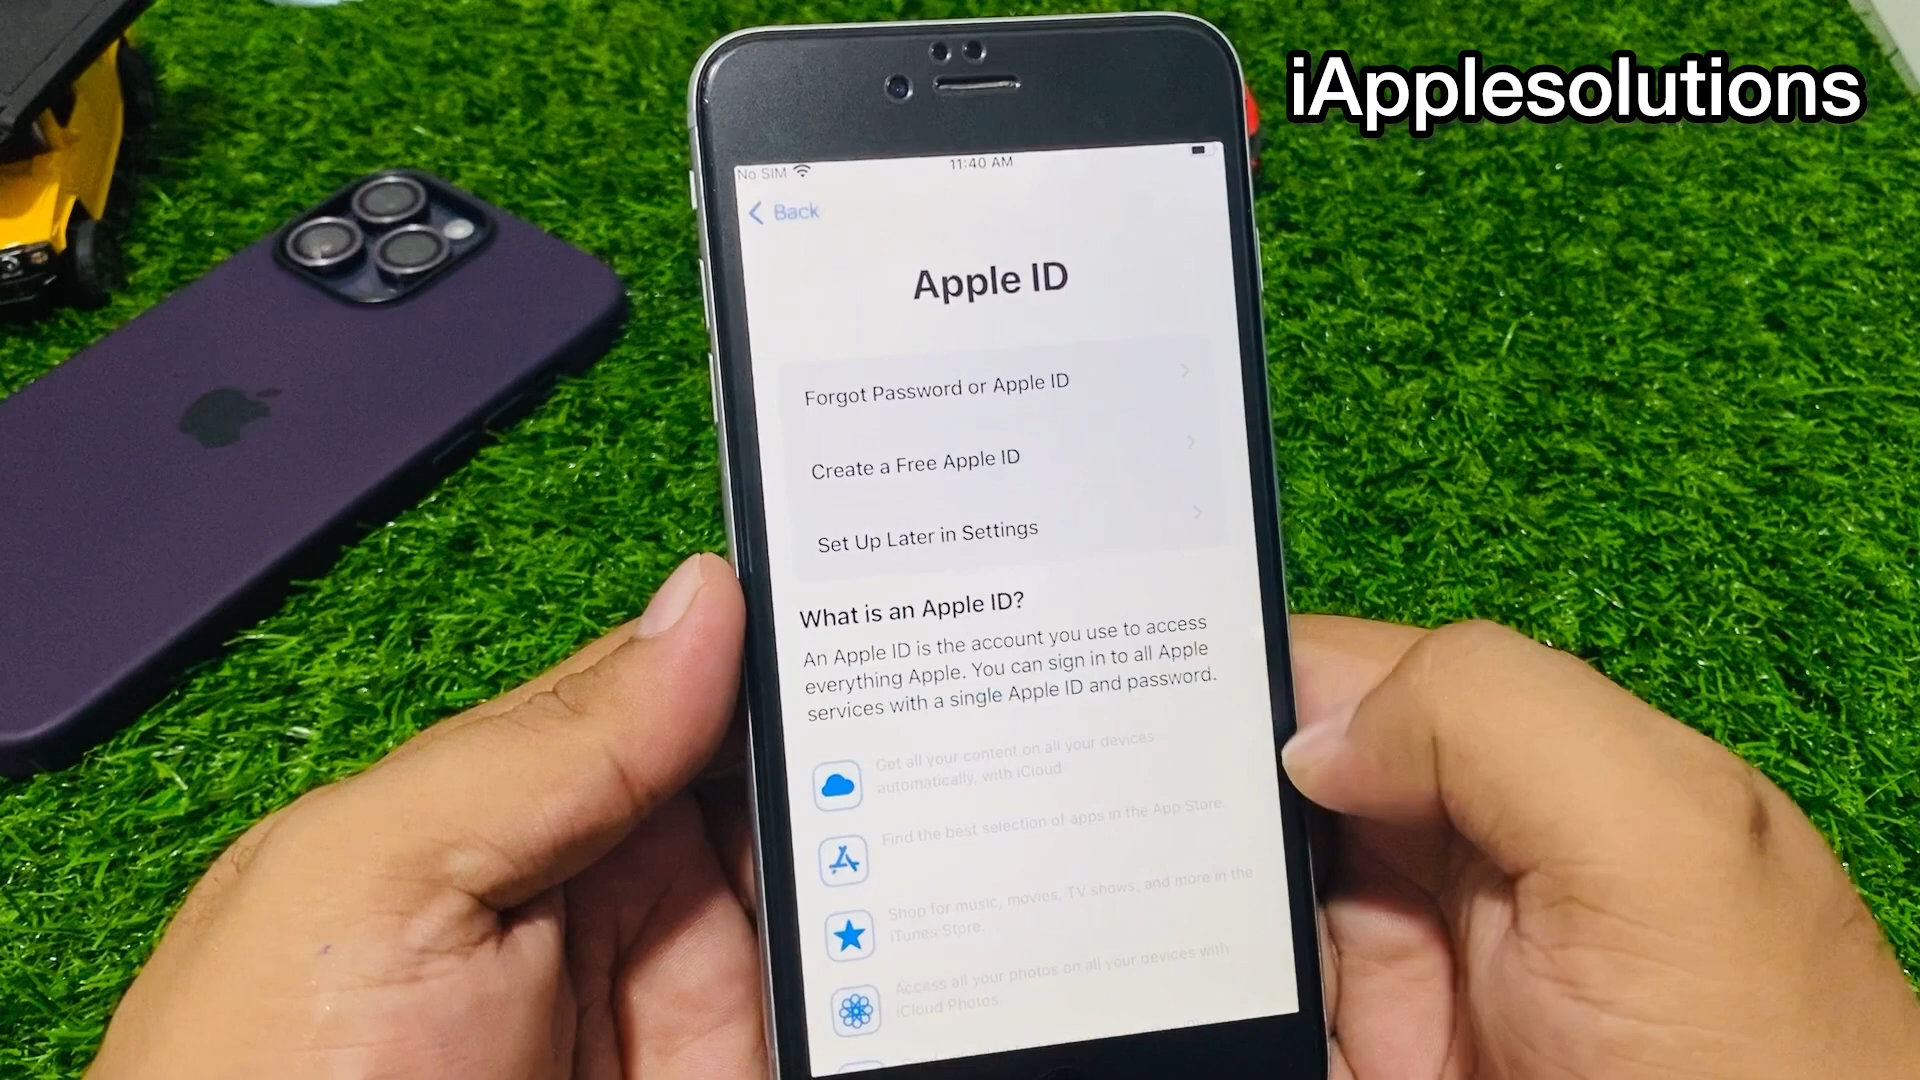 iApplesolutions
No SIM
11:40 AM
Back
Apple ID
Forgot Password or Apple ID
Create a Free Apple ID
Set Up Later in Settings
What is an Apple ID?
An Apple ID is the account you use to access
everything Apple. You can sign in to all Apple
services with a single Apple ID and password.
Get all your content on all your devices
automatically, with iCloud.
Find the best selection of apps in the App Store.
Shop for music, movies, TV shows, and more in the
iTunes Store.
Access all your photos on all your devices with
iCloud Photos.